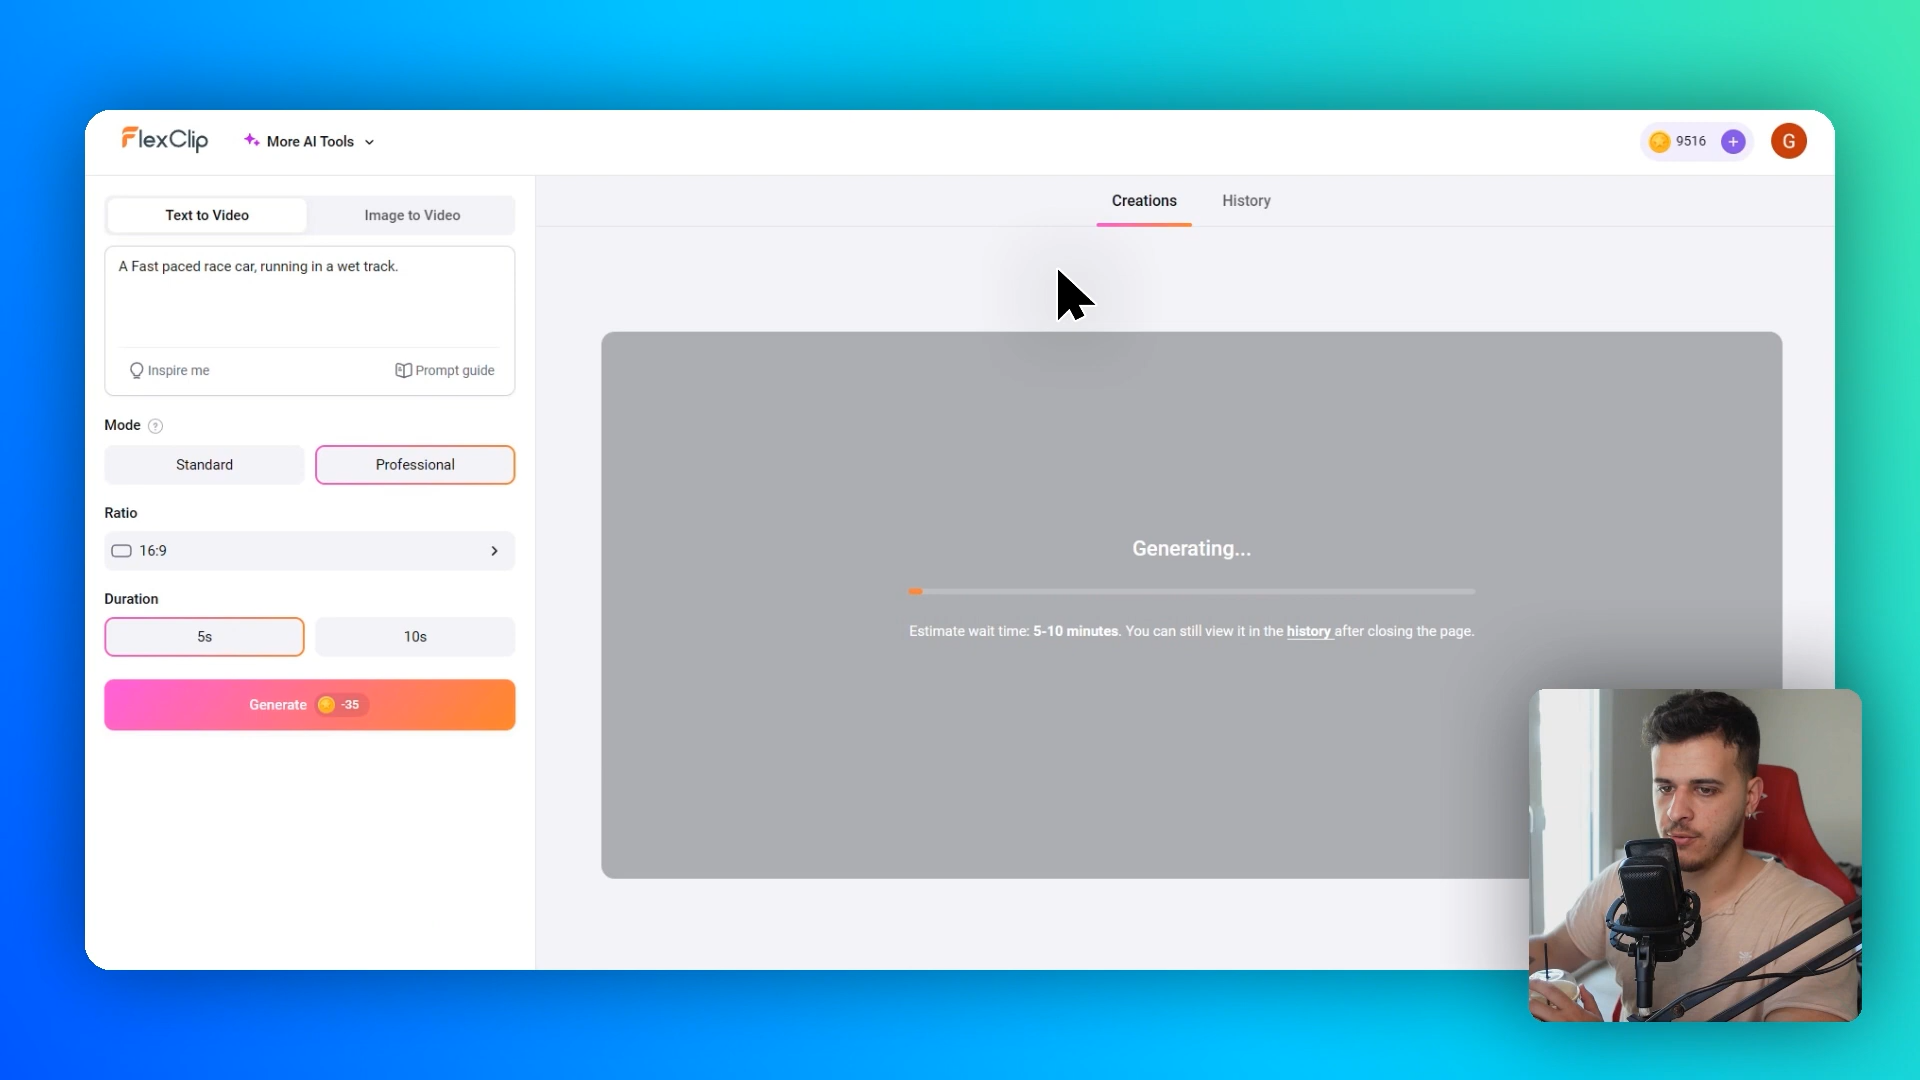 FlexClip
More AI Tools
9516
G
Text to Video
Image to Video
Creations
History
A Fast paced race car, running in a wet track.
Inspire me
Prompt guide
Mode
Standard
Professional
Ratio
16:9
Duration
5s
10s
Generate -35
Generating...
Estimate wait time: 5-10 minutes. You can still view it in the history after closing the page.